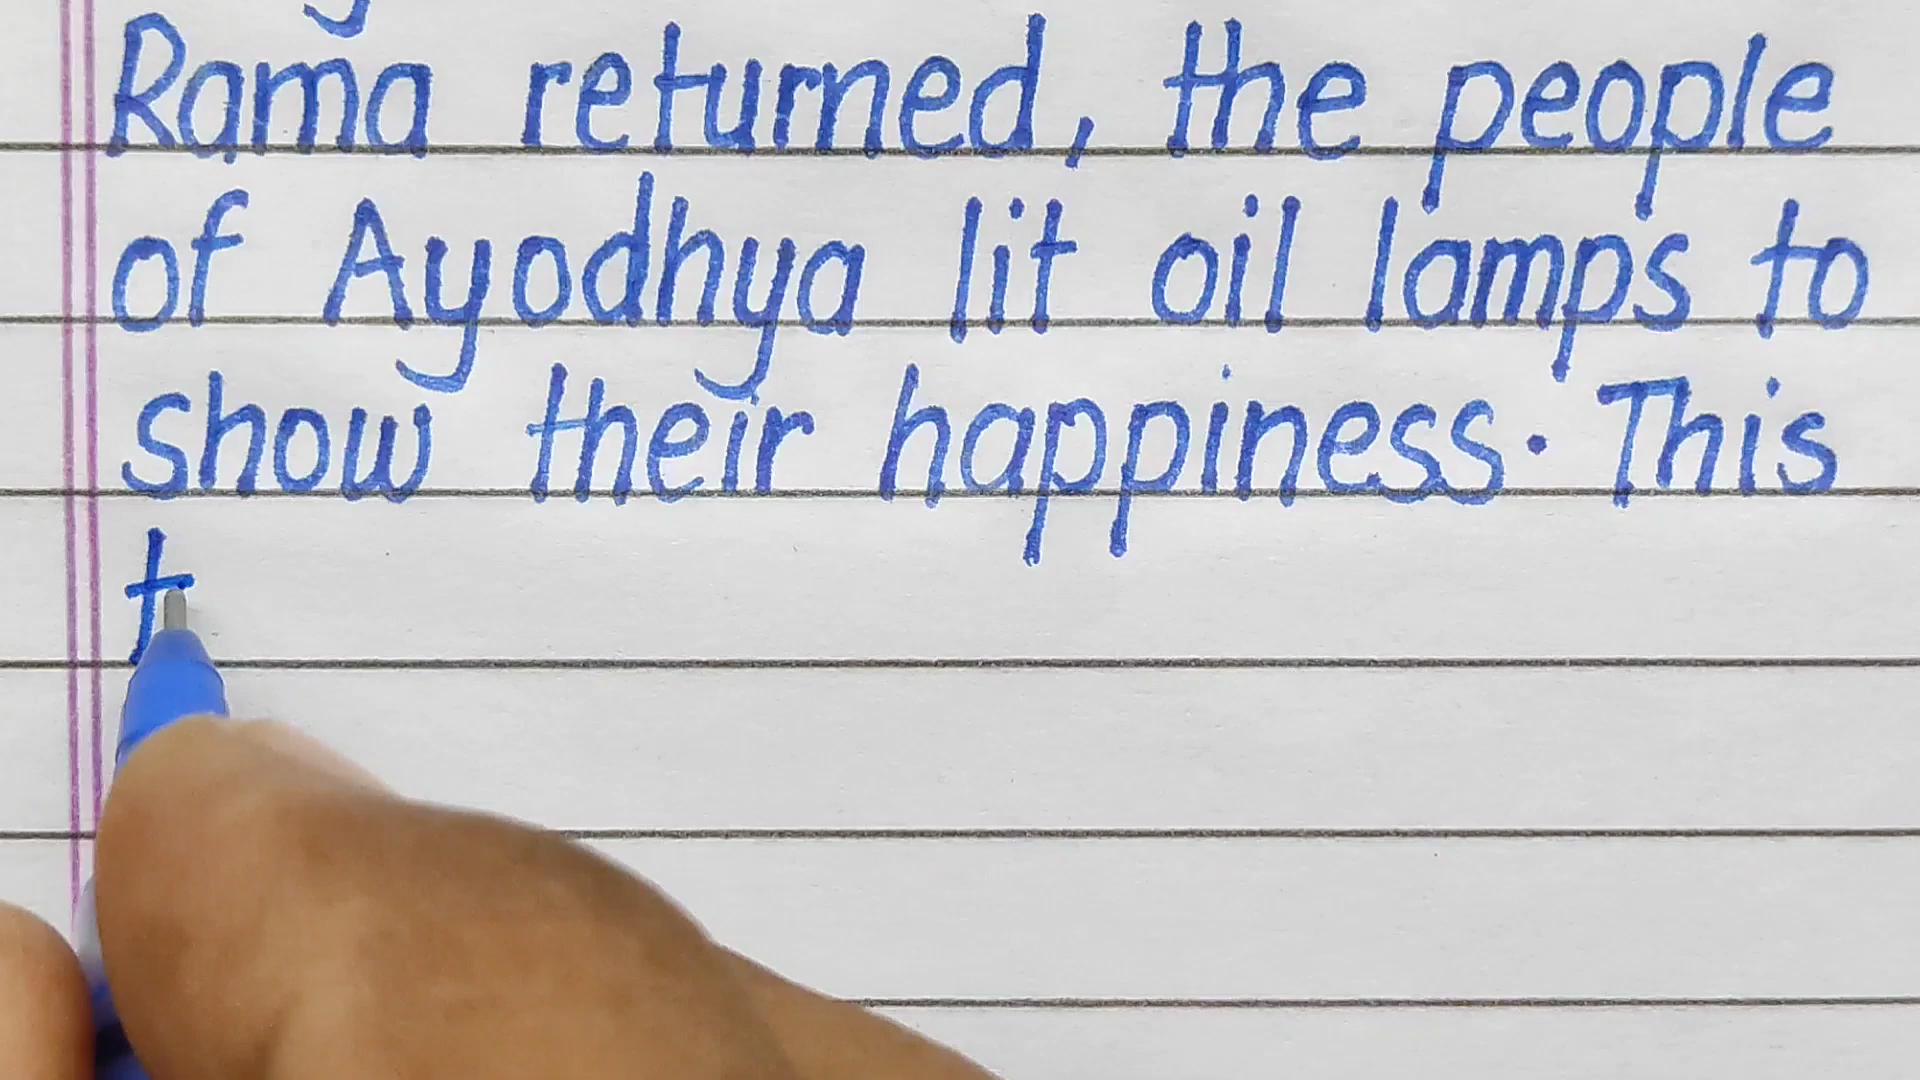 Rama returned, the people
of Ayodhya lit oil lamps to
show their happiness. This
t